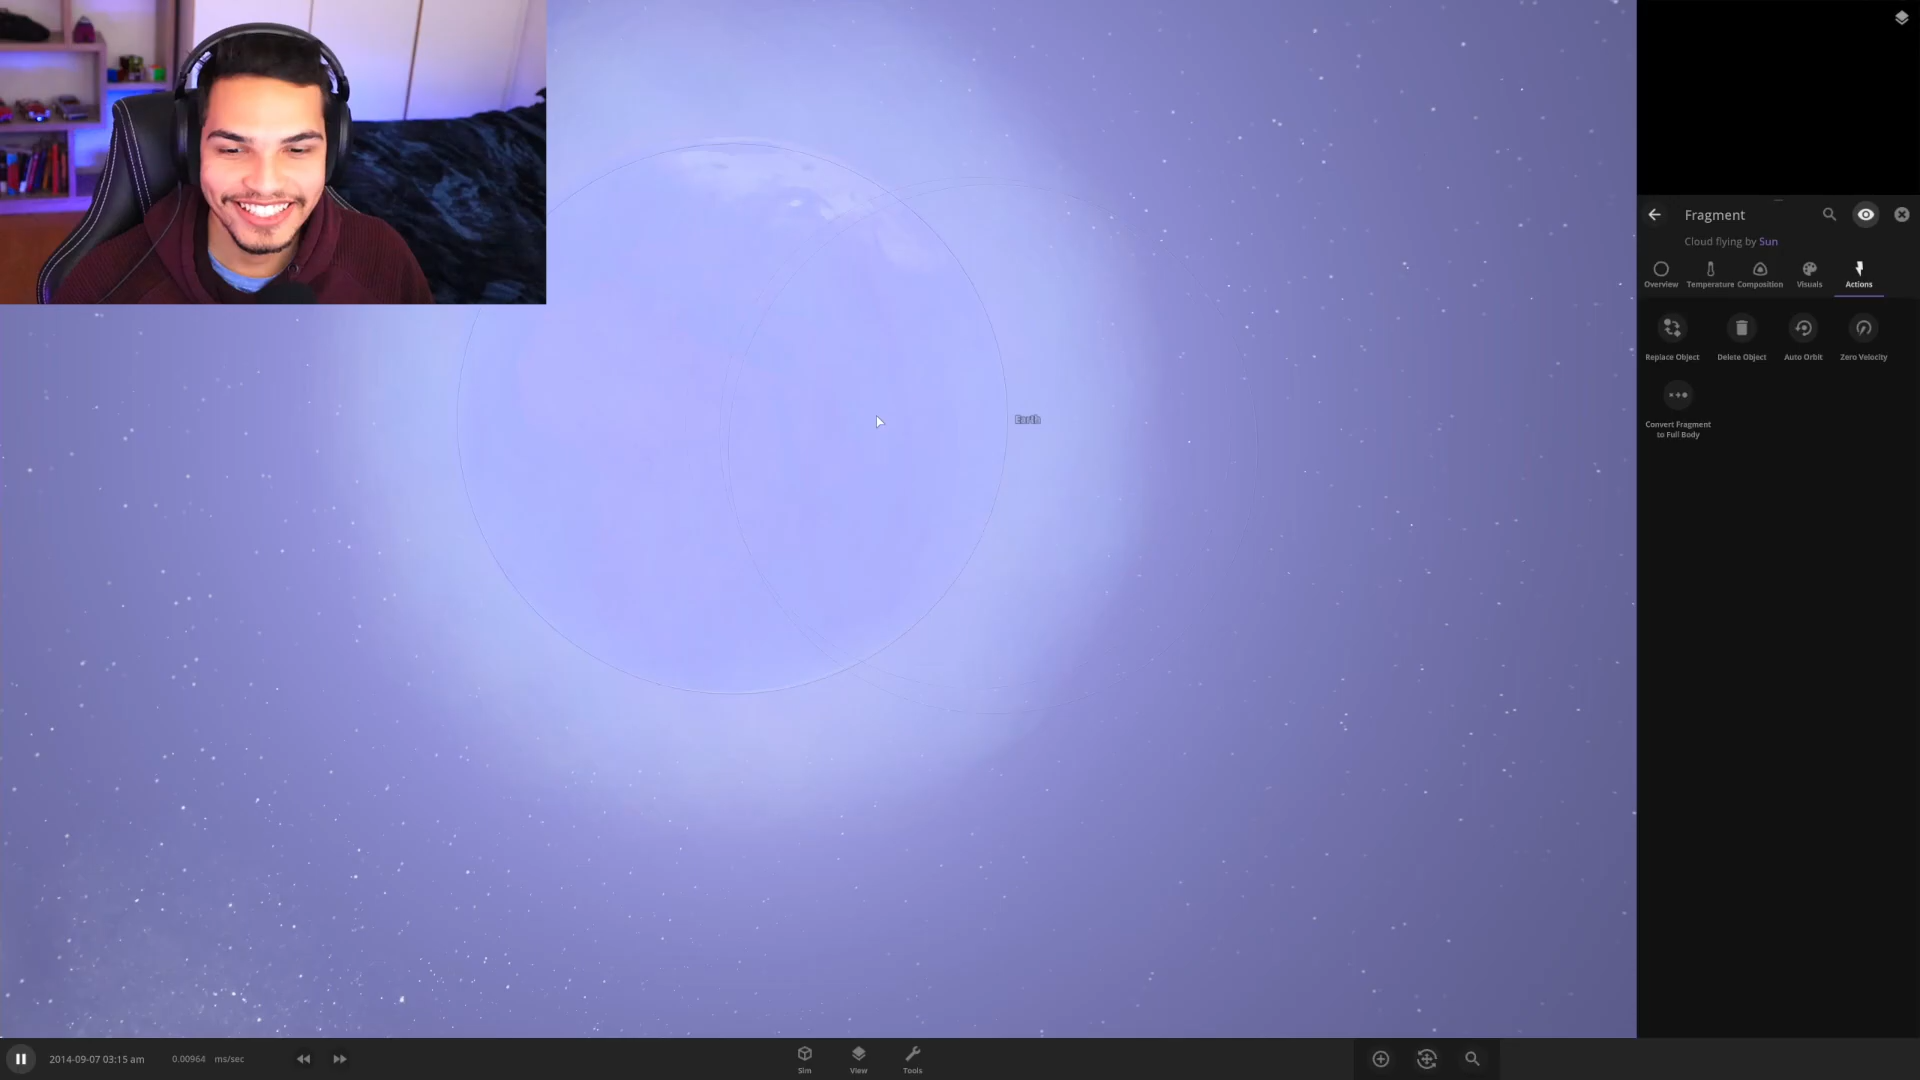 Fragment
Cloud flying by Sun
Overview
Temperature
Composition
Visuals
Actions
Replace Object
Delete Object
Auto Orbit
Zero Velocity
Convert Fragment
to Full Body
Earth
2014-09-07 03:15 am
0.00964 ms/sec
Sim
View
Tools